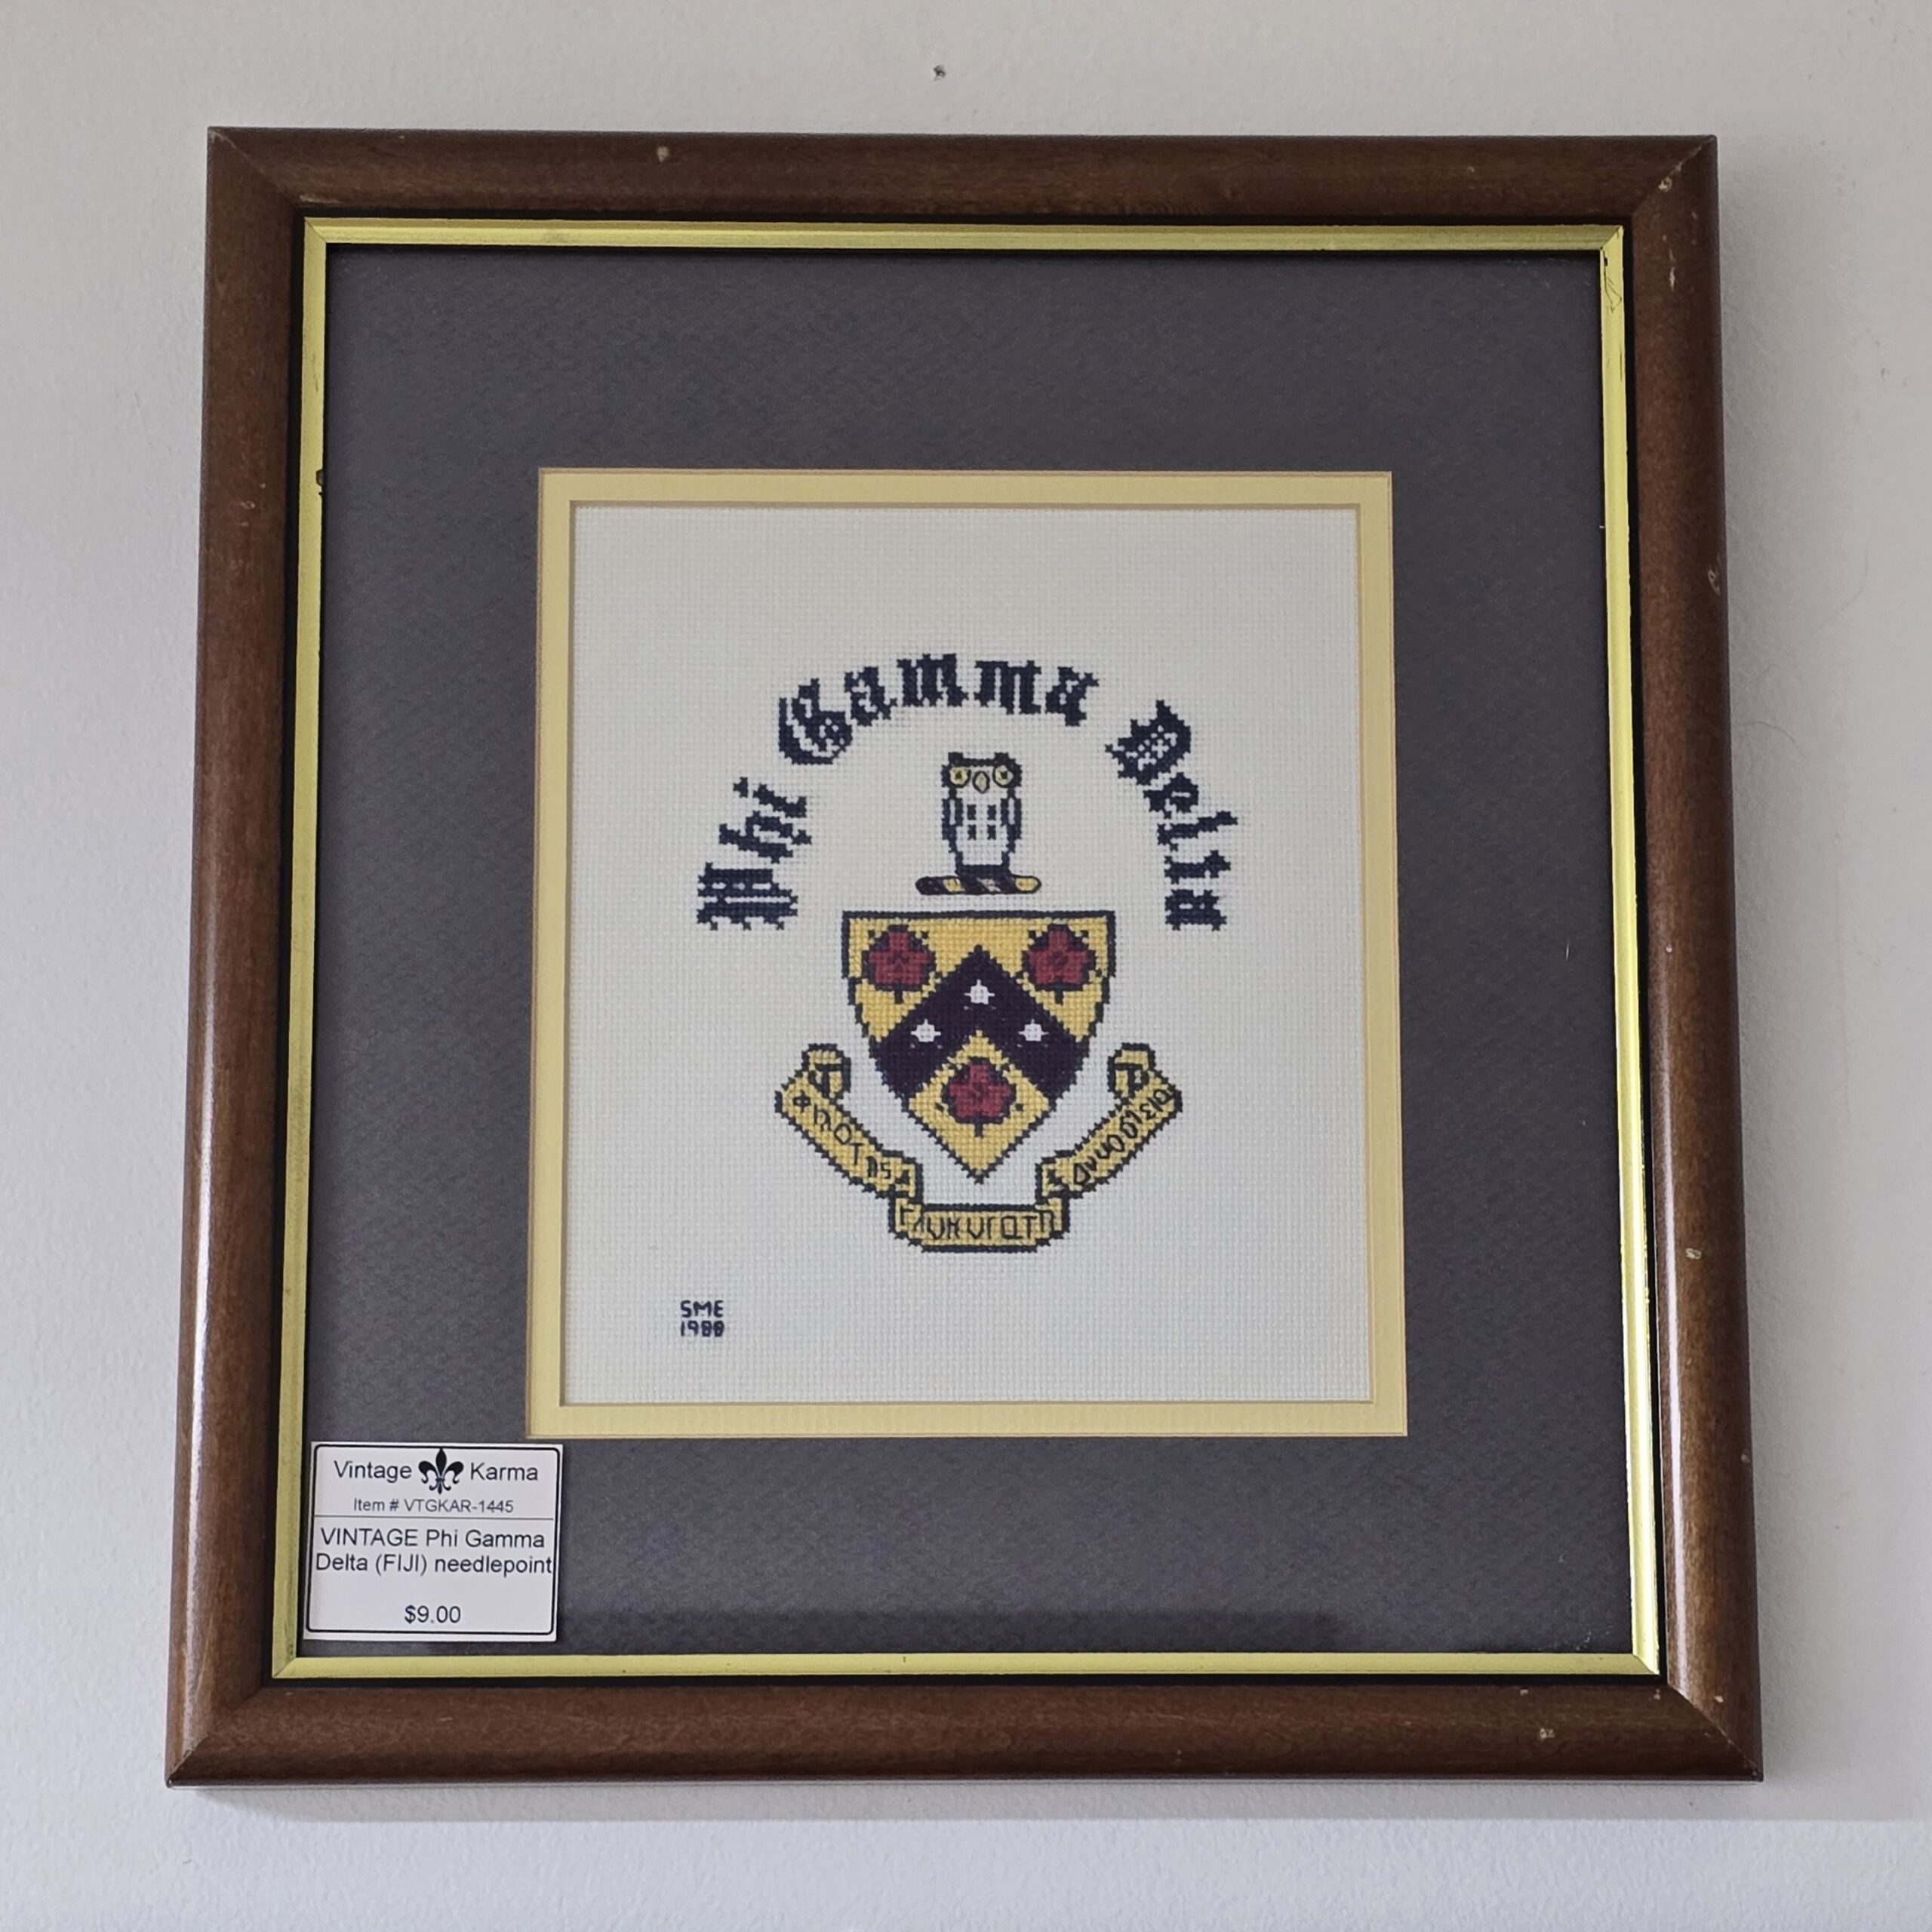 Phi Gamma Delta
SME
1988
Vintage Karma
Item # VTGKAR-1445
VINTAGE Phi Gamma
Delta (FIJI) needlepoint
$9.00